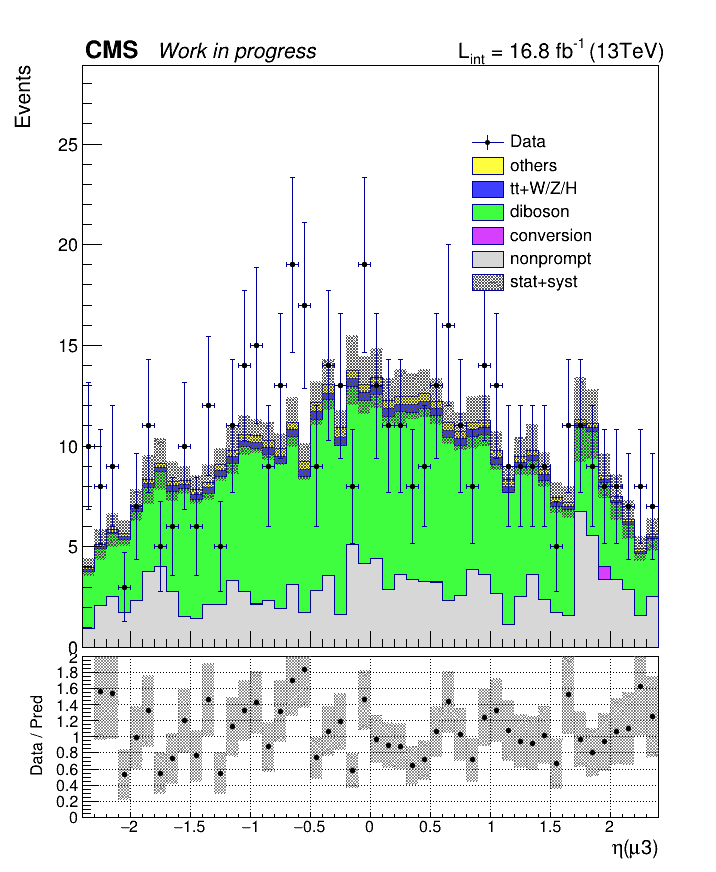 CMS Work in progress L_int = 16.8 fb^-1 (13TeV)
Events
25
20
15
10
5
0
Data
others
tt+W/Z/H
diboson
conversion
nonprompt
stat+syst
Data / Pred
2
1.8
1.6
1.4
1.2
1
0.8
0.6
0.4
0.2
0
−2 −1.5 −1 −0.5 0 0.5 1 1.5 2
η(μ3)